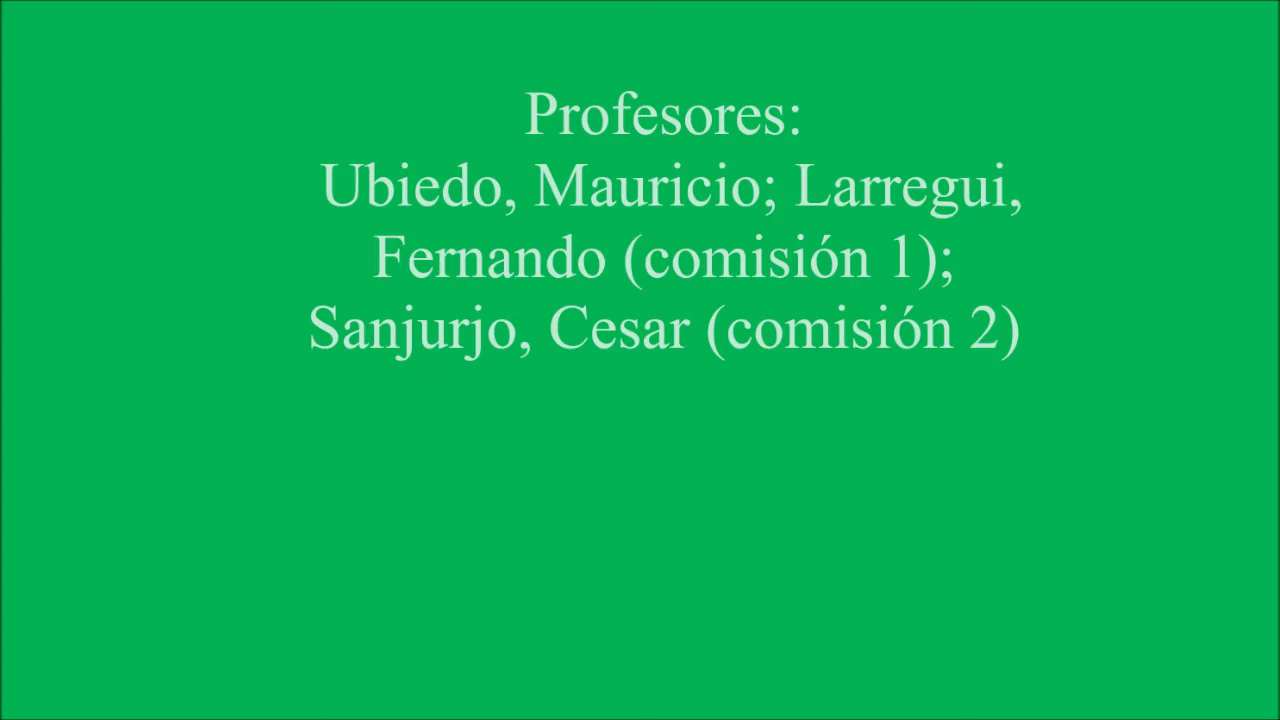 Profesores:
Ubiedo, Mauricio; Larregui,
Fernando (comisión 1);
Sanjurjo, Cesar (comisión 2)